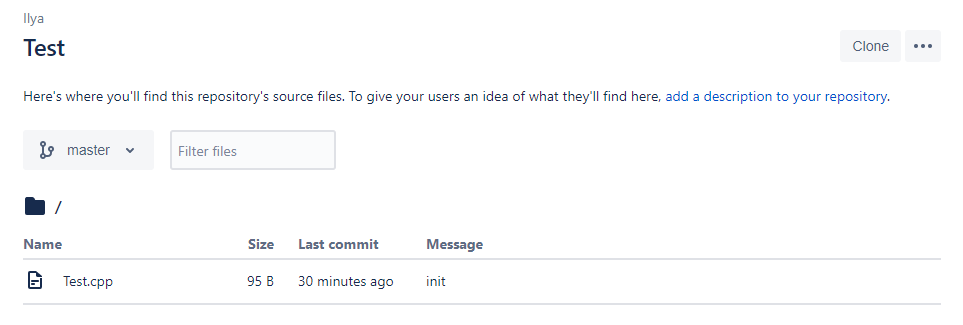 Ilya
Test
Clone
Here's where you'll find this repository's source files. To give your users an idea of what they'll find here, add a description to your repository.
master
Filter files
/
Name Size Last commit Message
Test.cpp 95 B 30 minutes ago init